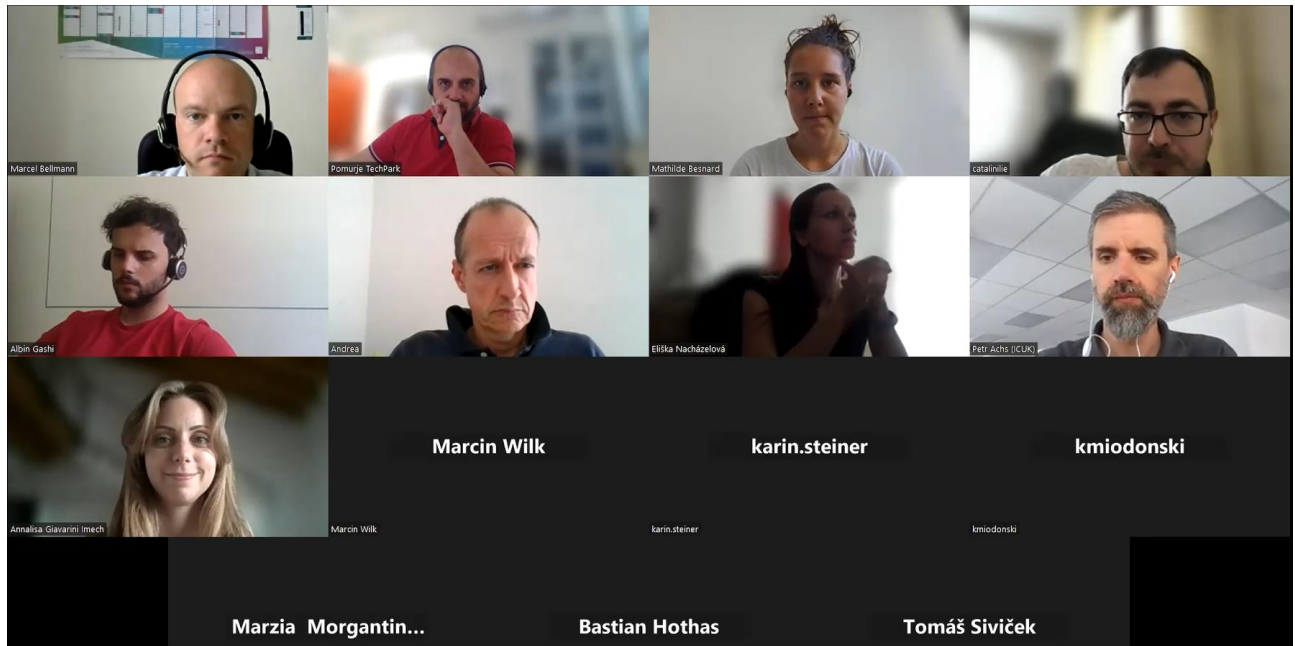 Marcel Bellmann
Pomurje TechPark
Mathilde Besnard
catalinilie
Albin Gashi
Andrea
Eliška Nacházelová
Petr Achs (ICUK)
Annalisa Giavarini Imech
Marcin Wilk
Marcin Wilk
karin.steiner
karin.steiner
kmiodonski
kmiodonski
Marzia Morgantin...
Bastian Hothas
Tomáš Siviček